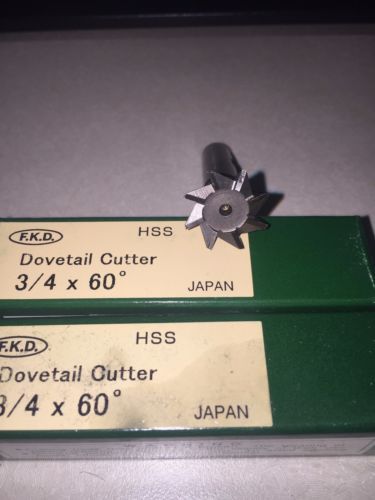 F.K.D.
HSS
Dovetail Cutter
3/4 x 60°
JAPAN
F.K.D.
HSS
Dovetail Cutter
3/4 x 60°
JAPAN